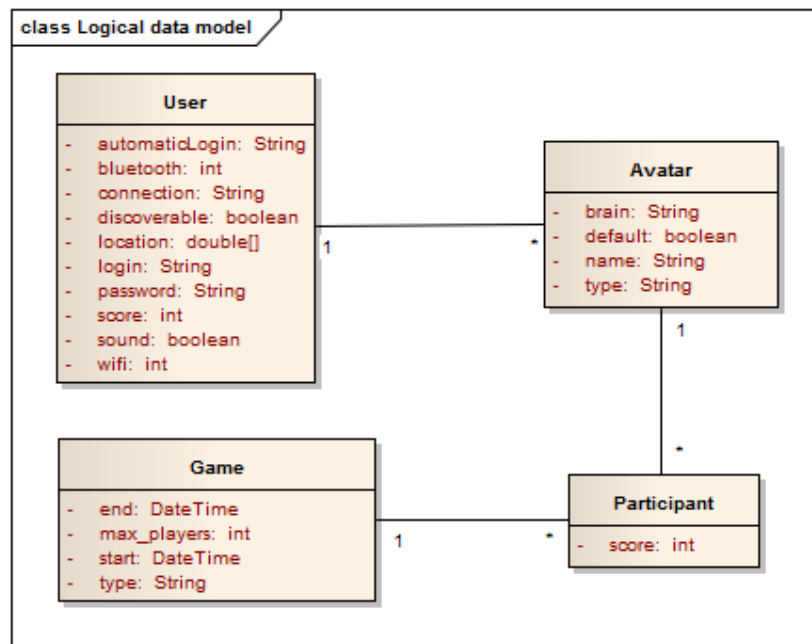 class Logical data model
User
- automaticLogin: String
- bluetooth: int
- connection: String
- discoverable: boolean
- location: double[]
- login: String
- password: String
- score: int
- sound: boolean
- wifi: int
Avatar
- brain: String
- default: boolean
- name: String
- type: String
1
*
1
*
Game
- end: DateTime
- max_players: int
- start: DateTime
- type: String
Participant
- score: int
1
*